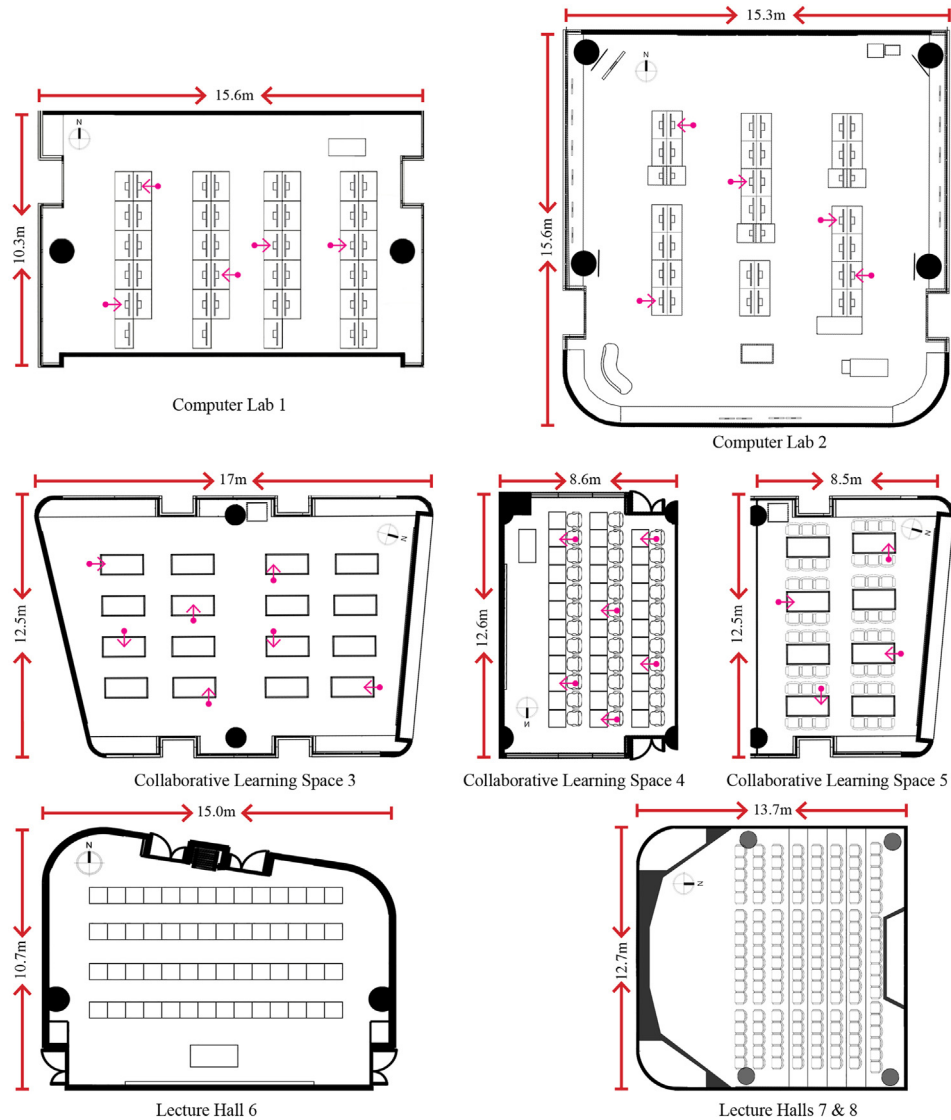 15.6m
N
10.3m
Computer Lab 1
15.3m
N
15.6m
Computer Lab 2
17m
N
12.5m
Collaborative Learning Space 3
8.6m
12.6m
N
Collaborative Learning Space 4
8.5m
N
12.5m
Collaborative Learning Space 5
15.0m
N
10.7m
Lecture Hall 6
13.7m
N
12.7m
Lecture Halls 7 & 8